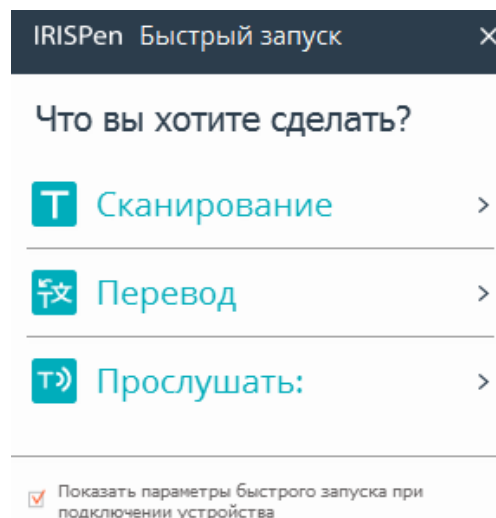 IRISPen Быстрый запуск
Что вы хотите сделать?
Сканирование
Перевод
Прослушать:
Показать параметры быстрого запуска при
подключении устройства